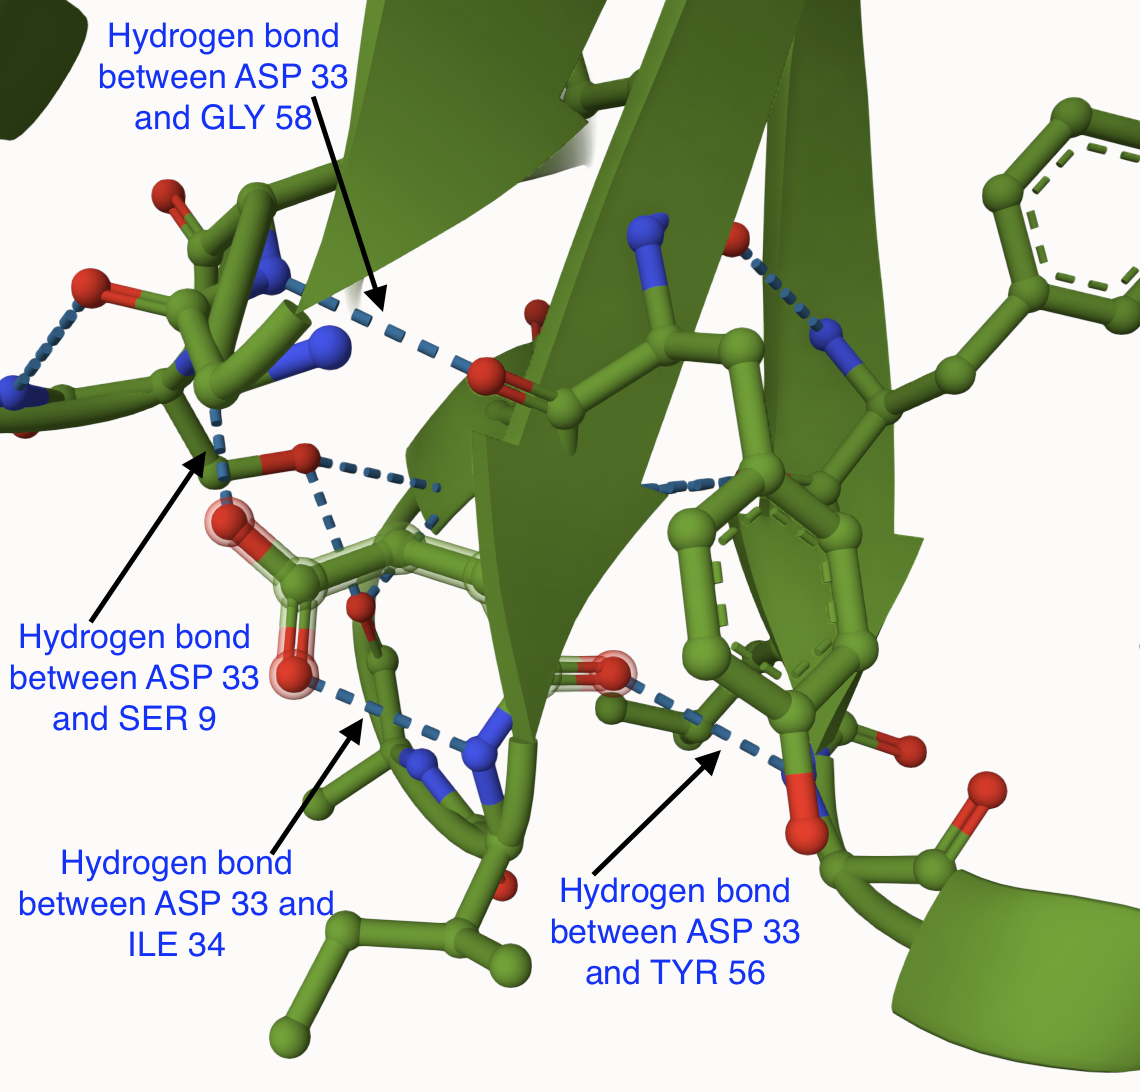 Hydrogen bond
between ASP 33
and GLY 58
Hydrogen bond
between ASP 33
and SER 9
Hydrogen bond
between ASP 33 and
ILE 34
Hydrogen bond
between ASP 33
and TYR 56